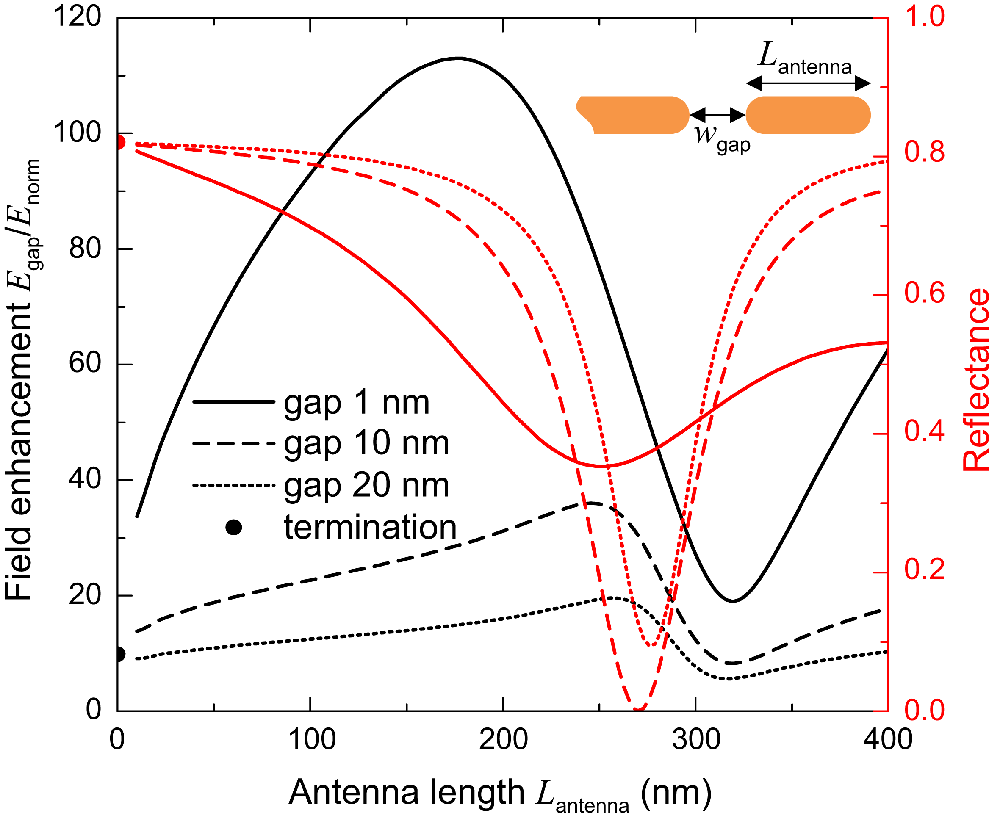 Field enhancement Egap/Enorm
120
100
80
60
40
20
0
Lantenna
wgap
gap 1 nm
gap 10 nm
gap 20 nm
termination
1.0
0.8
0.6
0.4
0.2
0.0
Reflectance
0 100 200 300 400
Antenna length Lantenna (nm)